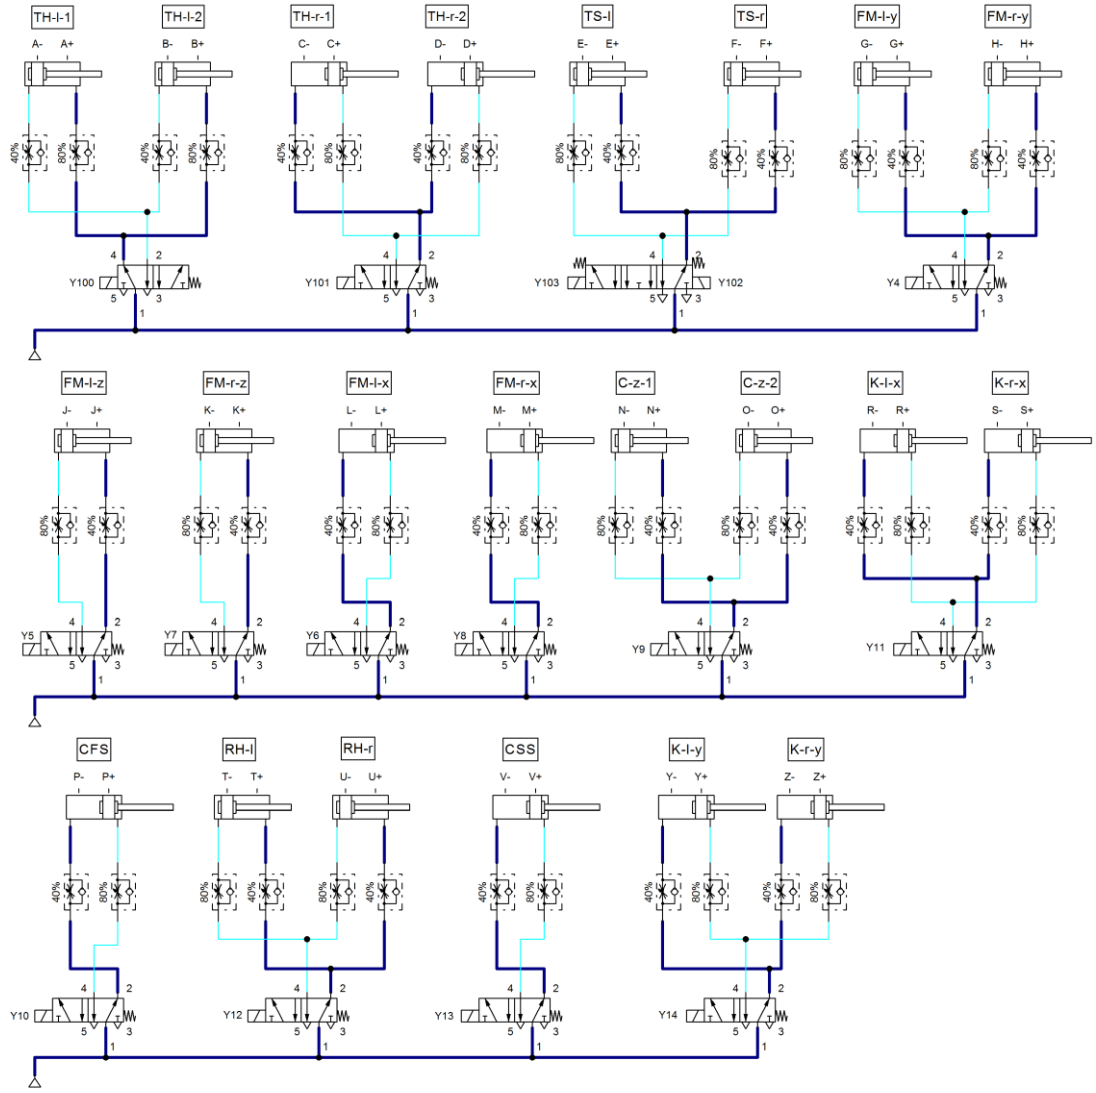 TH-l-1 TH-l-2 TH-r-1 TH-r-2 TS-l TS-r FM-l-y FM-r-y
A- A+ B- B+ C- C+ D- D+ E- E+ F- F+ G- G+ H- H+
40% 80% 40% 80% 40% 80% 40% 80% 80% 40% 80% 40% 80% 40% 80% 40%
4 2 4 2 4 2 4 2
Y100 Y101 Y103 Y102 Y4
5 3 5 3 5 3 5 3
1 1 1 1
FM-l-z FM-r-z FM-l-x FM-r-x C-z-1 C-z-2 K-l-x K-r-x
J- J+ K- K+ L- L+ M- M+ N- N+ O- O+ R- R+ S- S+
80% 40% 80% 40% 40% 80% 40% 80% 80% 40% 80% 40% 40% 80% 40% 80%
4 2 4 2 4 2 4 2 4 2 4 2
Y5 Y7 Y6 Y8 Y9 Y11
5 3 5 3 5 3 5 3 5 3 5 3
1 1 1 1 1 1
CFS RH-l RH-r CSS K-l-y K-r-y
P- P+ T- T+ U- U+ V- V+ Y- Y+ Z- Z+
40% 80% 80% 40% 80% 40% 40% 80% 40% 80% 40% 80%
4 2 4 2 4 2 4 2
Y10 Y12 Y13 Y14
5 3 5 3 5 3 5 3
1 1 1 1